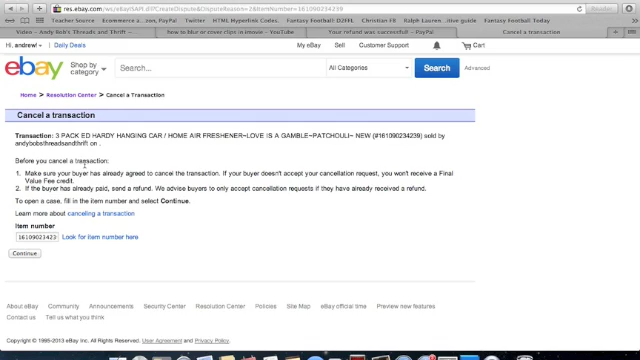 res.ebay.com/ws/eBayISAPI.dll?CreateDispute&DisputeReason=2&ItemNumber=161090234239
Reader
Teacher Source Ecommerce
Twitter HTML Hexidecimal Codes. Fantasy Football
Christian FB Ralph Lauren...tive guide fantasy football
Video – Andy Bob's Threads and Thrift – ... how to blur or cover clips in imovie – YouTube Your refund was successful! – PayPal Cancel a transaction
Hi, andrew! Daily Deals My eBay Sell Community Contact Cart
ebay Shop by category Search... All Categories Search Advanced
Home > Resolution Center > Cancel a Transaction
Cancel a transaction
Transaction: 3 PACK ED HARDY HANGING CAR / HOME AIR FRESHENER~LOVE IS A GAMBLE~PATCHOULI~ NEW (#161090234239) sold by
andybobsthreadsandthrift on .
Before you cancel a transaction:
1. Make sure your buyer has already agreed to cancel the transaction. If your buyer doesn't accept your cancellation request, you won't receive a Final
Value Fee credit.
2. If the buyer has already paid, send a refund. We advise buyers to only accept cancellation requests if they have already received a refund.
To open a case, fill in the item number and select Continue.
Learn more about canceling a transaction
Item number
16109023423 Look for item number here
Continue
About eBay Community Announcements Security Center Resolution Center Policies Site Map eBay official time Preview new features
Contact us Tell us what you think
Copyright © 1995-2013 eBay Inc. All Rights Reserved. User Agreement and Privacy Policy.